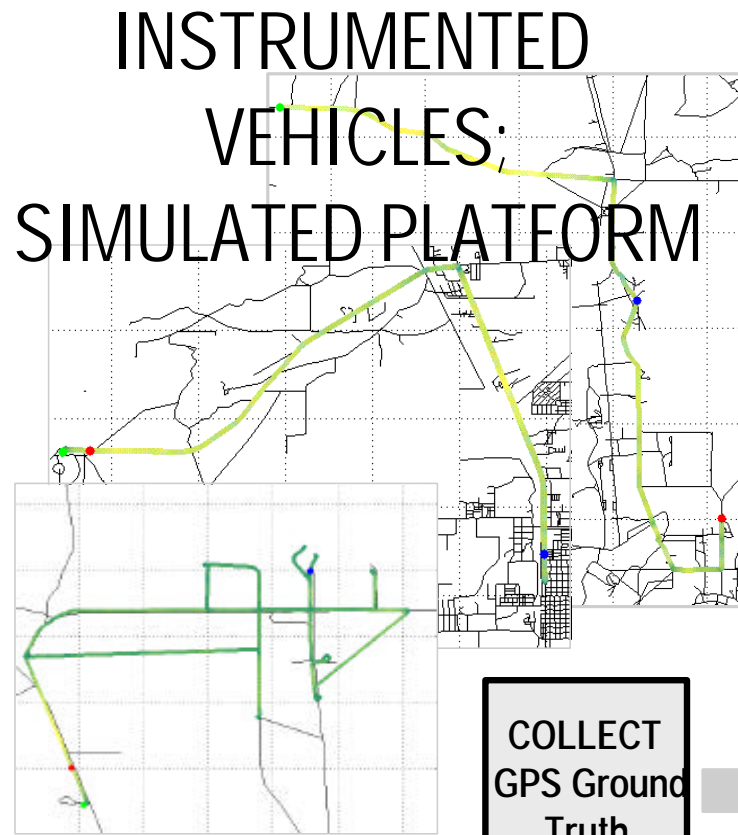 INSTRUMENTED
VEHICLES;
SIMULATED PLATFORM
COLLECT
GPS Ground
Truth